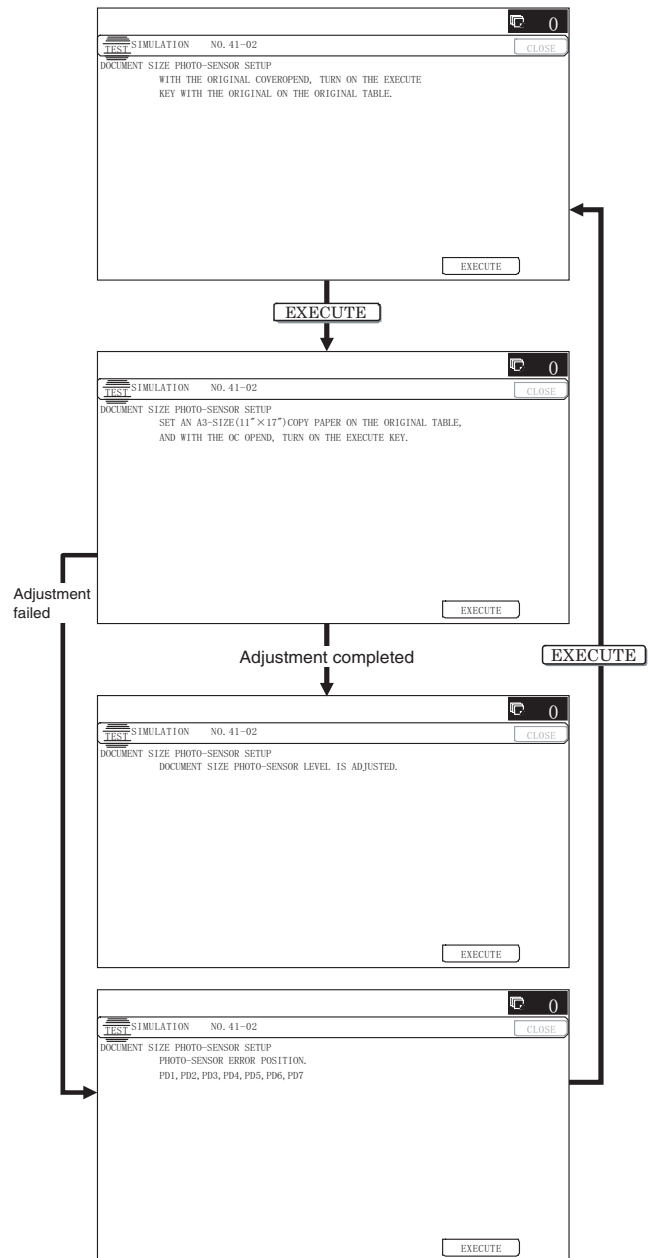 0
TEST SIMULATION NO. 41-02 CLOSE
DOCUMENT SIZE PHOTO-SENSOR SETUP
WITH THE ORIGINAL COVEROPEND, TURN ON THE EXECUTE
KEY WITH THE ORIGINAL ON THE ORIGINAL TABLE.
EXECUTE
EXECUTE
0
TEST SIMULATION NO. 41-02 CLOSE
DOCUMENT SIZE PHOTO-SENSOR SETUP
SET AN A3-SIZE(11″×17″)COPY PAPER ON THE ORIGINAL TABLE,
AND WITH THE OC OPEND, TURN ON THE EXECUTE KEY.
EXECUTE
Adjustment
failed
Adjustment completed
EXECUTE
0
TEST SIMULATION NO. 41-02 CLOSE
DOCUMENT SIZE PHOTO-SENSOR SETUP
DOCUMENT SIZE PHOTO-SENSOR LEVEL IS ADJUSTED.
EXECUTE
0
TEST SIMULATION NO. 41-02 CLOSE
DOCUMENT SIZE PHOTO-SENSOR SETUP
PHOTO-SENSOR ERROR POSITION.
PD1, PD2, PD3, PD4, PD5, PD6, PD7
EXECUTE